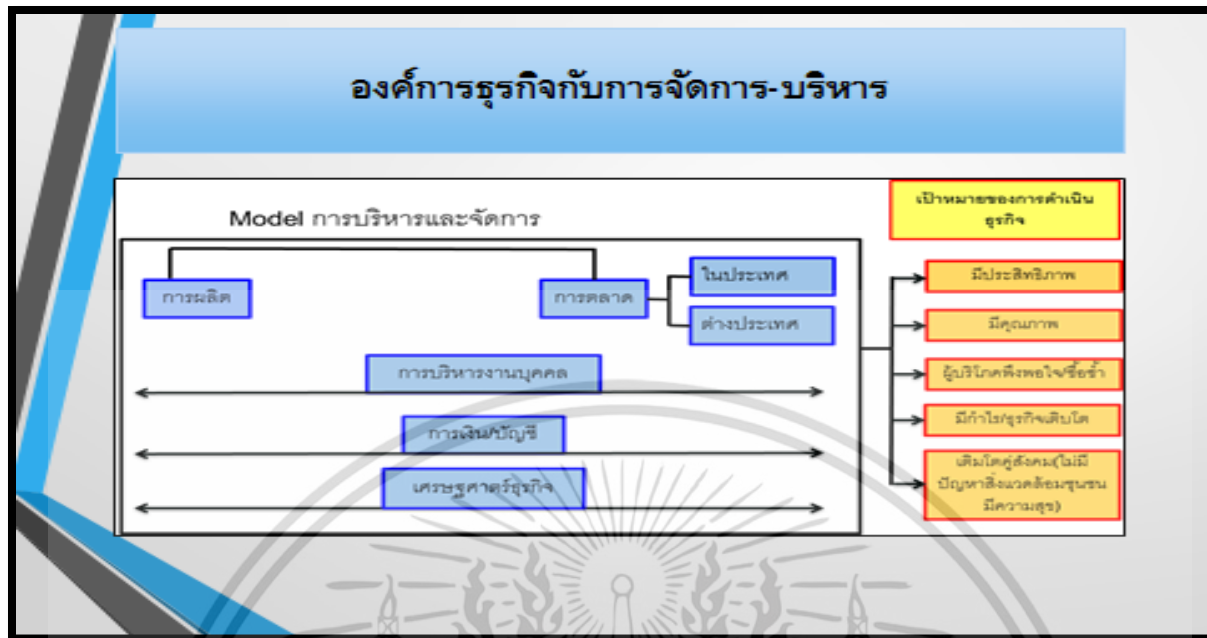 องค์การธุรกิจกับการจัดการ-บริหาร
Model การบริหารและจัดการ
การผลิต
การตลาด
ในประเทศ
ต่างประเทศ
การบริหารงานบุคคล
การเงิน/บัญชี
เศรษฐศาสตร์ธุรกิจ
เป้าหมายของการดำเนิน
ธุรกิจ
มีประสิทธิภาพ
มีคุณภาพ
ผู้บริโภคพึงพอใจ/ซื้อซ้ำ
มีกำไร/ธุรกิจเติบโต
เติบโตคู่สังคม(ไม่มี
ปัญหาสิ่งแวดล้อมชุมชน
มีความสุข)